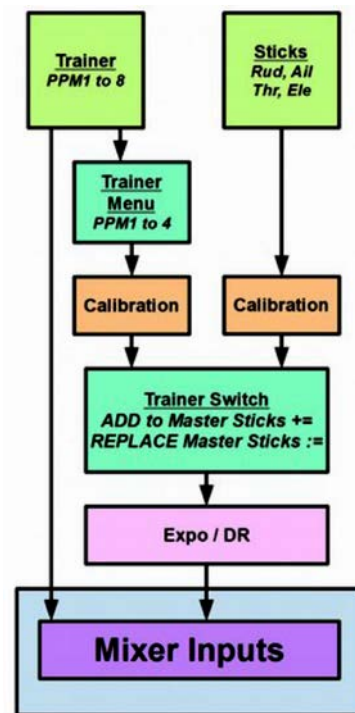 Trainer
PPM1 to 8
Sticks
Rud, Ail
Thr, Ele
Trainer
Menu
PPM1 to 4
Calibration
Calibration
Trainer Switch
ADD to Master Sticks +=
REPLACE Master Sticks :=
Expo / DR
Mixer Inputs